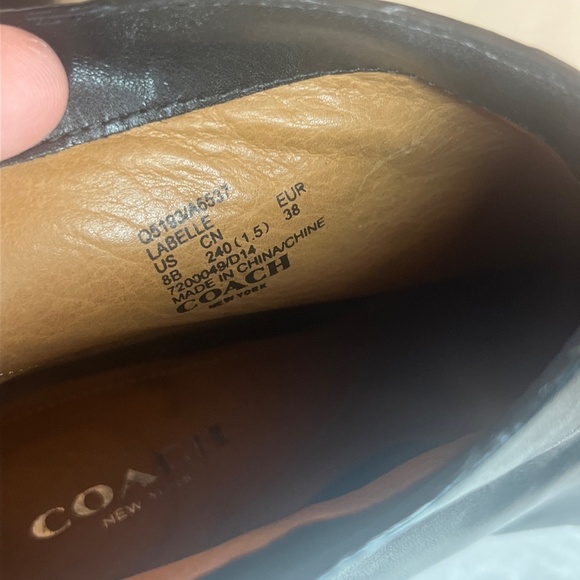 Q5193/A6537
LABELLE
US CN EUR
8B 240(1.5) 38
7200049/D14
MADE IN CHINA/CHINE
COACH
NEW YORK
COACH
NEW YORK